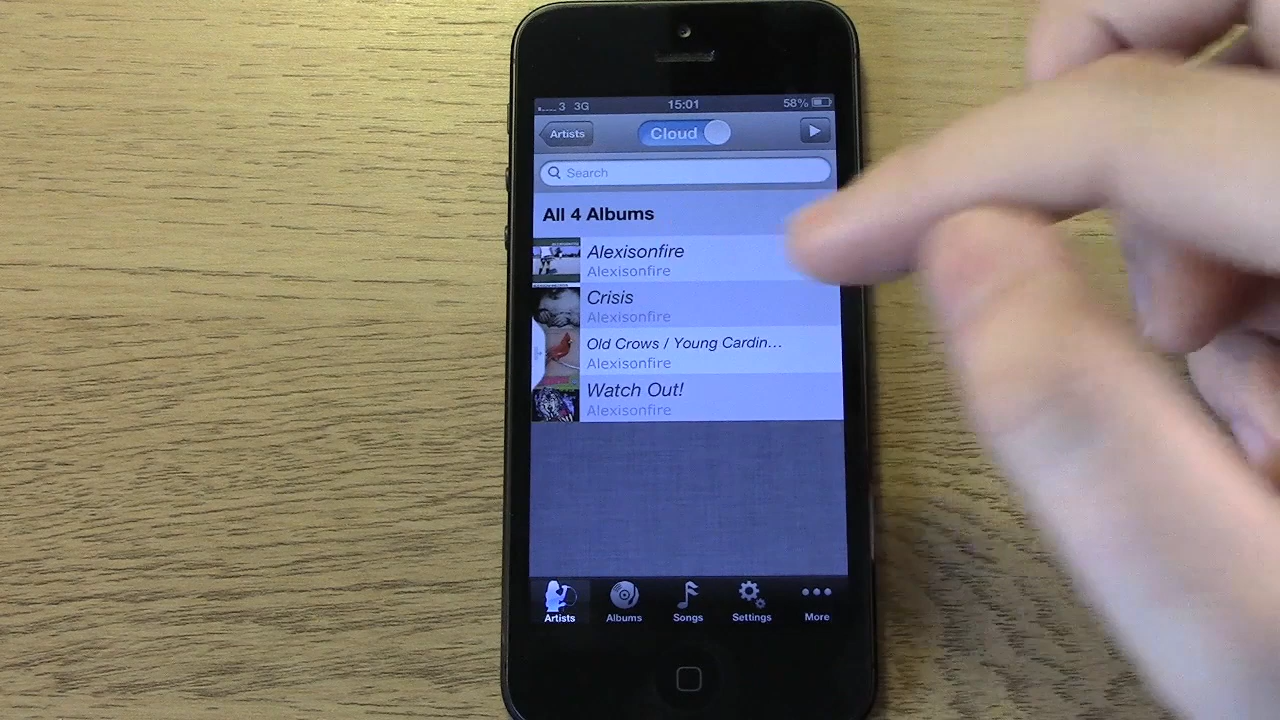 3 3G 15:01 58%
Artists Cloud
Search
All 4 Albums
Alexisonfire
Alexisonfire
Crisis
Alexisonfire
Old Crows / Young Cardin…
Alexisonfire
Watch Out!
Alexisonfire
Artists Albums Songs Settings More